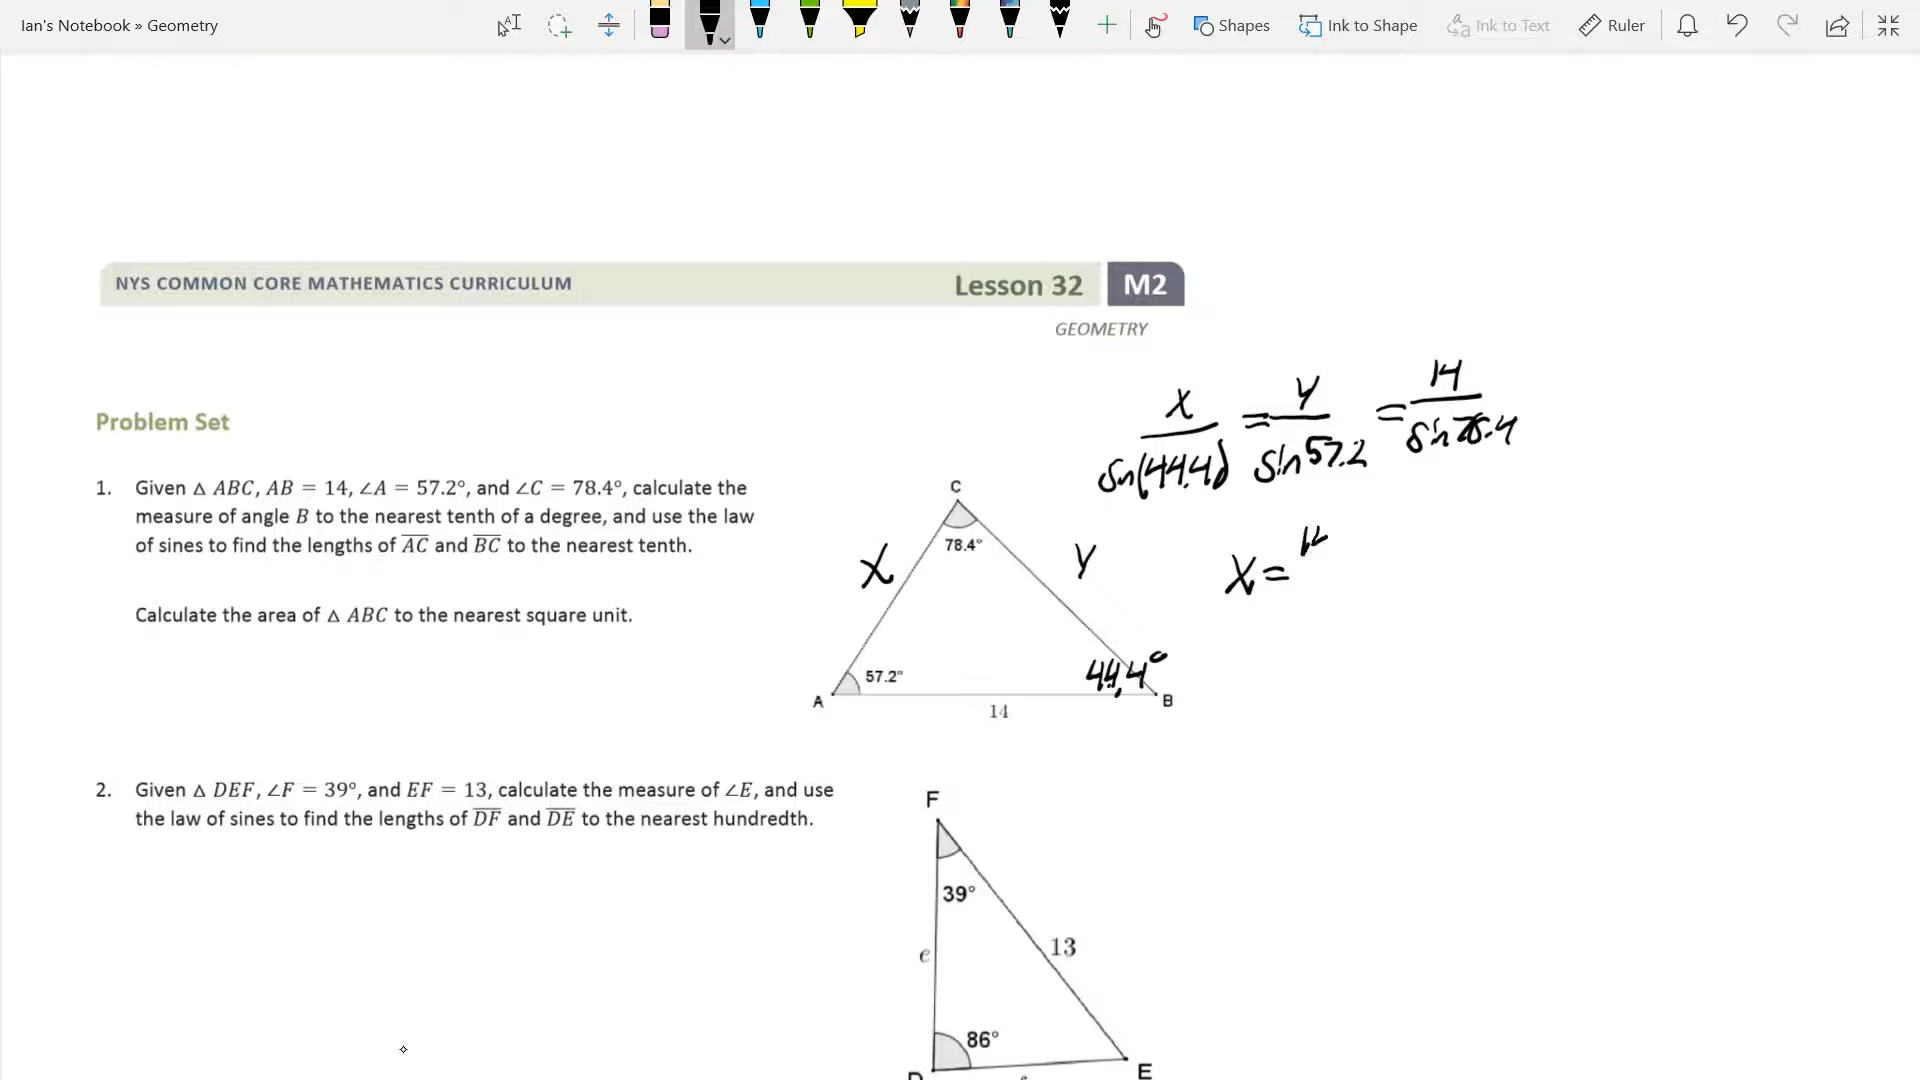 Ian's Notebook » Geometry
Shapes
Ink to Shape
Ink to Text
Ruler
NYS COMMON CORE MATHEMATICS CURRICULUM
Lesson 32
M2
GEOMETRY
Problem Set
x/sin(44.4) = y/sin 57.2 = 14/sin 78.4
1. Given △ ABC, AB = 14, ∠A = 57.2°, and ∠C = 78.4°, calculate the
measure of angle B to the nearest tenth of a degree, and use the law
of sines to find the lengths of A̅C̅ and B̅C̅ to the nearest tenth.
Calculate the area of △ ABC to the nearest square unit.
C
78.4°
x
y
x = 14
57.2°
44.4°
A
B
14
2. Given △ DEF, ∠F = 39°, and EF = 13, calculate the measure of ∠E, and use
the law of sines to find the lengths of D̅F̅ and D̅E̅ to the nearest hundredth.
F
39°
e
13
86°
D
E